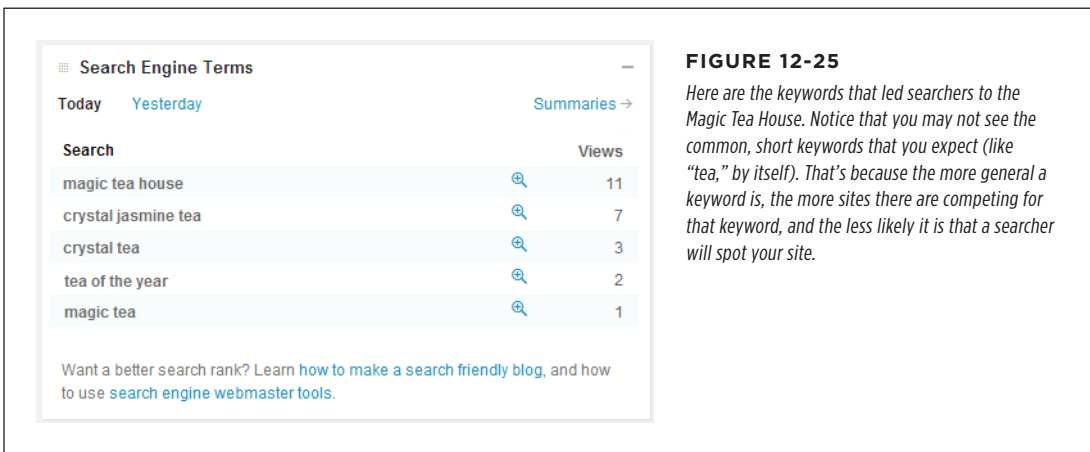 Search Engine Terms
Today Yesterday Summaries →
Search Views
magic tea house 11
crystal jasmine tea 7
crystal tea 3
tea of the year 2
magic tea 1
Want a better search rank? Learn how to make a search friendly blog, and how
to use search engine webmaster tools.
FIGURE 12-25
Here are the keywords that led searchers to the
Magic Tea House. Notice that you may not see the
common, short keywords that you expect (like
“tea,” by itself). That’s because the more general a
keyword is, the more sites there are competing for
that keyword, and the less likely it is that a searcher
will spot your site.